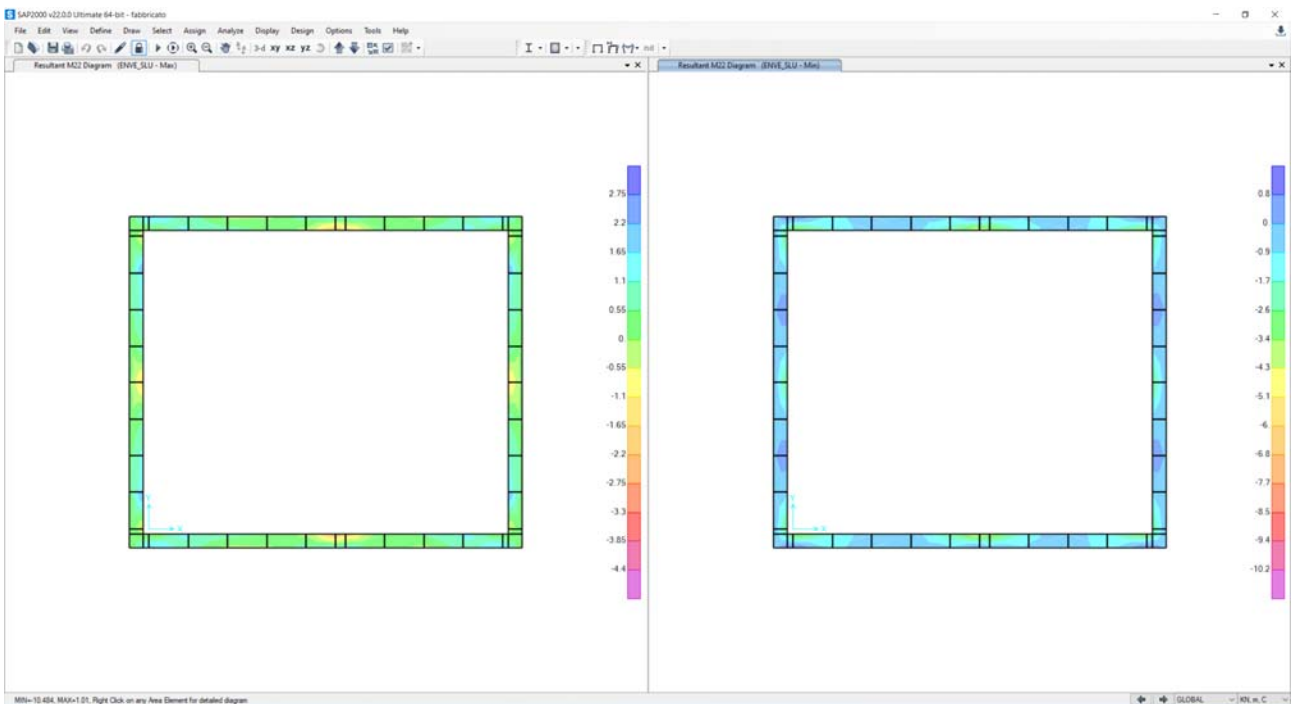 SAP2000 v22.0.0 Ultimate 64-bit - fabbricato
File Edit View Define Draw Select Assign Analyze Display Design Options Tools Help
3-d xy xz yz nd
Resultant M22 Diagram (ENVE_SLU - Max)
Resultant M22 Diagram (ENVE_SLU - Min)
2.75
2.2
1.65
1.1
0.55
0.
-0.55
-1.1
-1.65
-2.2
-2.75
-3.3
-3.85
-4.4
Y
X
0.8
0.
-0.9
-1.7
-2.6
-3.4
-4.3
-5.1
-6.
-6.8
-7.7
-8.5
-9.4
-10.2
Y
X
MIN=-10.484, MAX=1.01, Right Click on any Area Element for detailed diagram
GLOBAL
KN, m, C